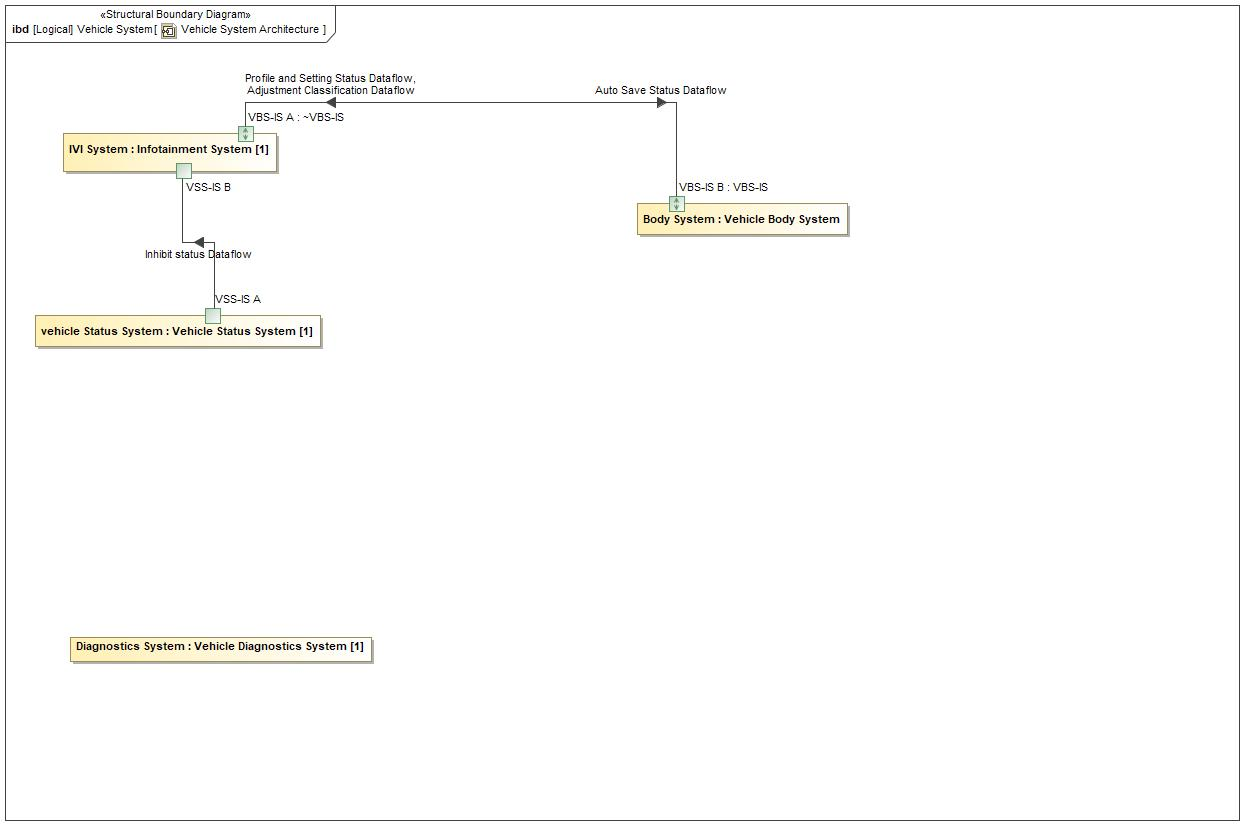 «Structural Boundary Diagram»
ibd [Logical] Vehicle System[ Vehicle System Architecture ]
Profile and Setting Status Dataflow,
Adjustment Classification Dataflow
Auto Save Status Dataflow
VBS-IS A : ~VBS-IS
IVI System : Infotainment System [1]
VSS-IS B
VBS-IS B : VBS-IS
Body System : Vehicle Body System
Inhibit status Dataflow
VSS-IS A
vehicle Status System : Vehicle Status System [1]
Diagnostics System : Vehicle Diagnostics System [1]